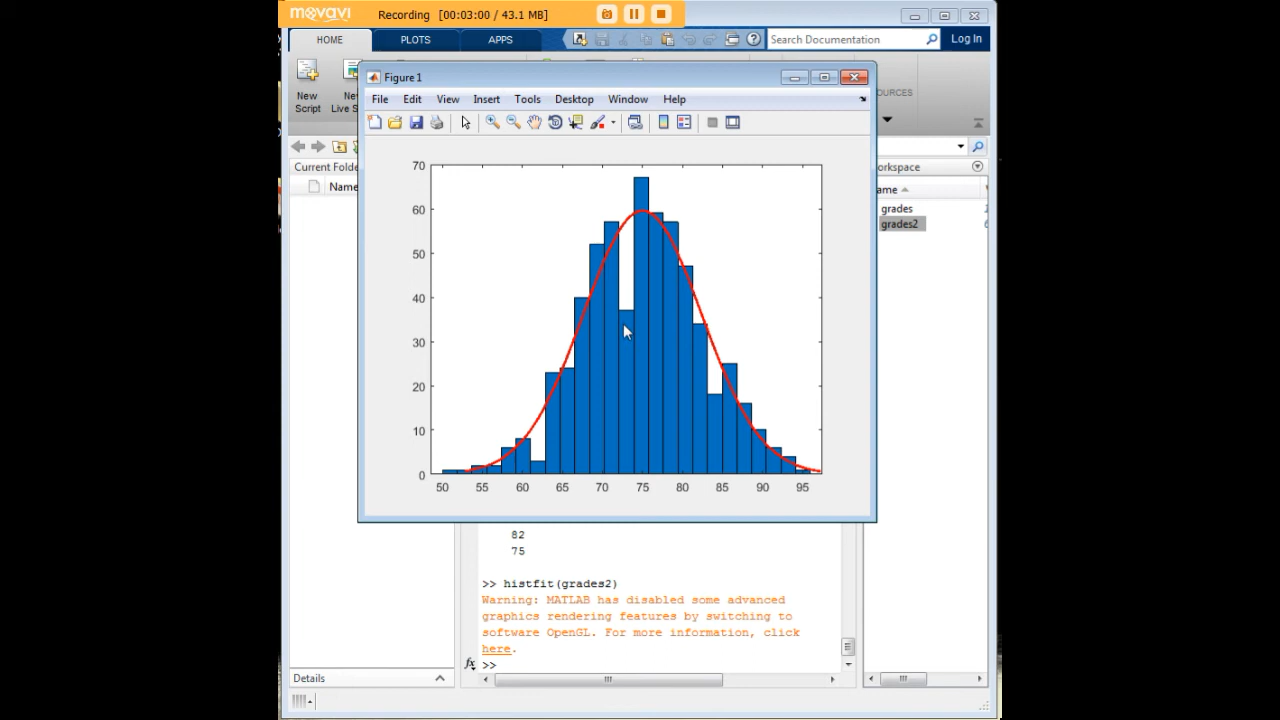 movavi Recording [00:03:00 / 43.1 MB]
HOME PLOTS APPS Search Documentation Log In
New Script
Live S
OURCES
Figure 1
File Edit View Insert Tools Desktop Window Help
Current Folde
Name
orkspace
ame
grades
grades2
70
60
50
40
30
20
10
0
50 55 60 65 70 75 80 85 90 95
82
75
>> histfit(grades2)
Warning: MATLAB has disabled some advanced
graphics rendering features by switching to
software OpenGL. For more information, click
here.
fx >>
Details